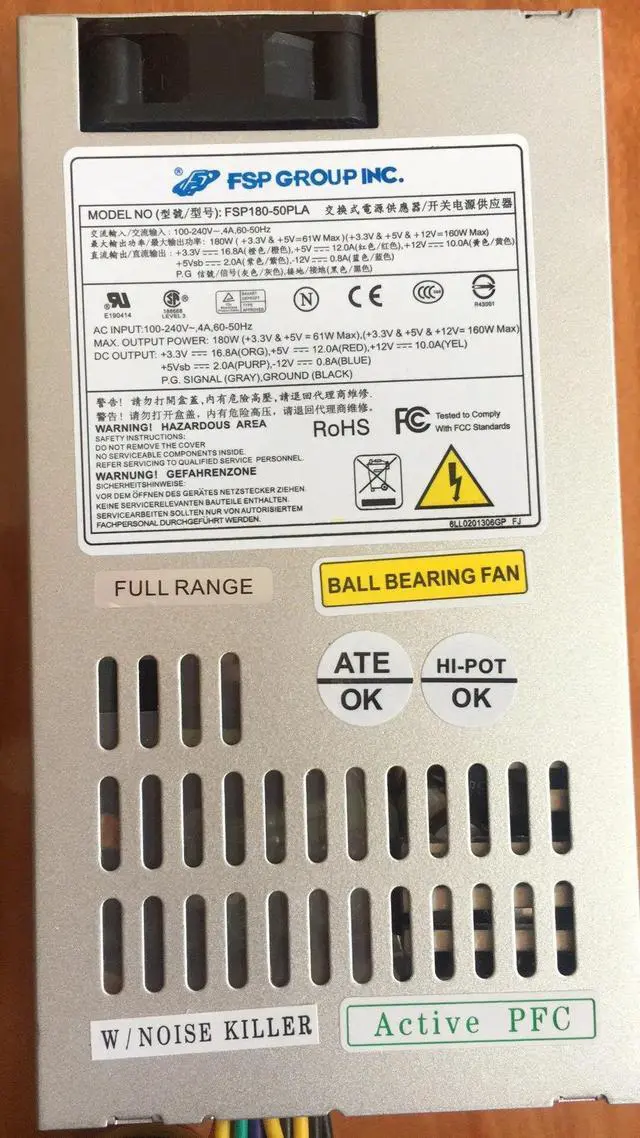 ® FSP GROUP INC.
MODEL NO (型號/型号): FSP180-50PLA 交換式電源供應器/开关电源供应器
交流輸入/交流输入: 100-240V~,4A,60-50Hz
最大輸出功率/最大输出功率: 180W (+3.3V & +5V=61W Max)(+3.3V & +5V & +12V=160W Max)
直流輸出/直流输出: +3.3V ⎓ 16.8A(橙色/橙色),+5V ⎓ 12.0A(紅色/红色),+12V ⎓ 10.0A(黃色/黄色)
+5Vsb ⎓ 2.0A(紫色/紫色),-12V ⎓ 0.8A(藍色/蓝色)
P.G 信號/信号(灰色/灰色),接地/接地(黑色/黑色)
E190414
188668
LEVEL 3
TYPE
APPROVED
N
CE
CCC
R43001
AC INPUT:100-240V~,4A,60-50Hz
MAX. OUTPUT POWER: 180W (+3.3V & +5V = 61W Max),(+3.3V & +5V & +12V= 160W Max)
DC OUTPUT: +3.3V ⎓ 16.8A(ORG),+5V ⎓ 12.0A(RED),+12V ⎓ 10.0A(YEL)
+5Vsb ⎓ 2.0A(PURP),-12V ⎓ 0.8A(BLUE)
P.G. SIGNAL (GRAY),GROUND (BLACK)
警告! 請勿打開盒蓋,内有危險高壓,請退回代理商維修.
警告! 请勿打开盒盖, 内有危险高压, 请退回代理商维修。
WARNING! HAZARDOUS AREA
SAFETY INSTRUCTIONS:
DO NOT REMOVE THE COVER
NO SERVICEABLE COMPONENTS INSIDE.
REFER SERVICING TO QUALIFIED SERVICE PERSONNEL.
WARNUNG! GEFAHRENZONE
SICHERHEITSHINWEISE:
VOR DEM ÖFFNEN DES GERÄTES NETZSTECKER ZIEHEN.
KEINE SERVICERELEVANTEN BAUTEILE ENTHALTEN.
SERVICEARBEITEN SOLLTEN NUR VON AUTORISIERTEM
FACHPERSONAL DURCHGEFÜHRT WERDEN.
RoHS
FC Tested to Comply
With FCC Standards
6LL0201306GP FJ
FULL RANGE
BALL BEARING FAN
ATE
OK
HI-POT
OK
W/NOISE KILLER
Active PFC